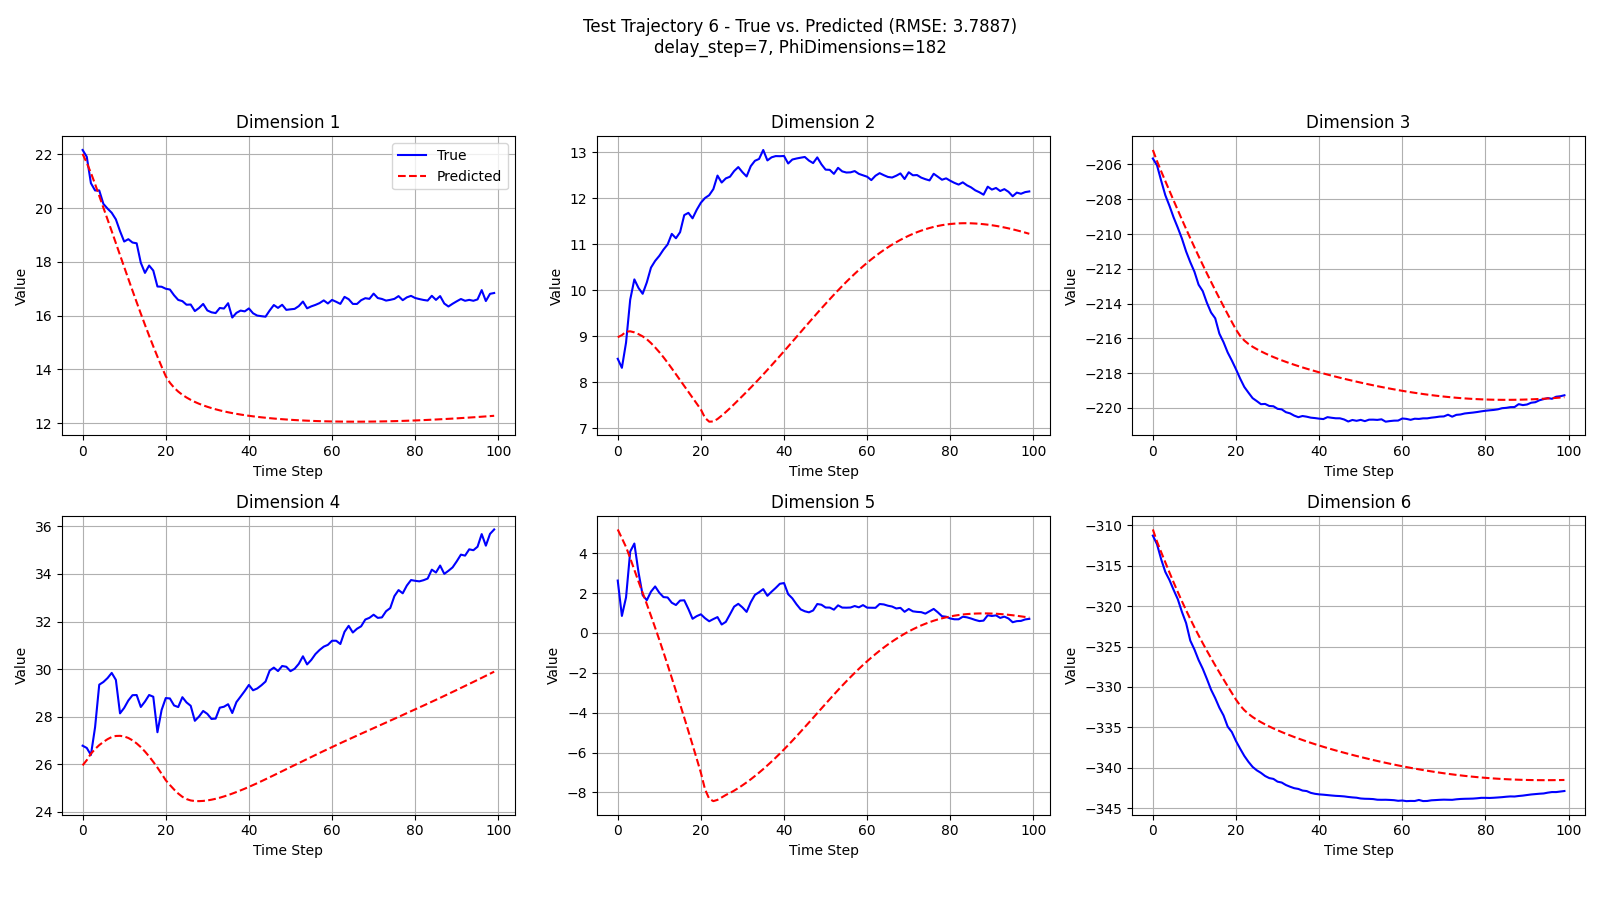 Test Trajectory 6 - True vs. Predicted (RMSE: 3.7887)
delay_step=7, PhiDimensions=182
Dimension 1
22
20
18
16
14
12
Value
0 20 40 60 80 100
Time Step
True
Predicted
Dimension 2
13
12
11
10
9
8
7
Value
0 20 40 60 80 100
Time Step
Dimension 3
−206
−208
−210
−212
−214
−216
−218
−220
Value
0 20 40 60 80 100
Time Step
Dimension 4
36
34
32
30
28
26
24
Value
0 20 40 60 80 100
Time Step
Dimension 5
4
2
0
−2
−4
−6
−8
Value
0 20 40 60 80 100
Time Step
Dimension 6
−310
−315
−320
−325
−330
−335
−340
−345
Value
0 20 40 60 80 100
Time Step